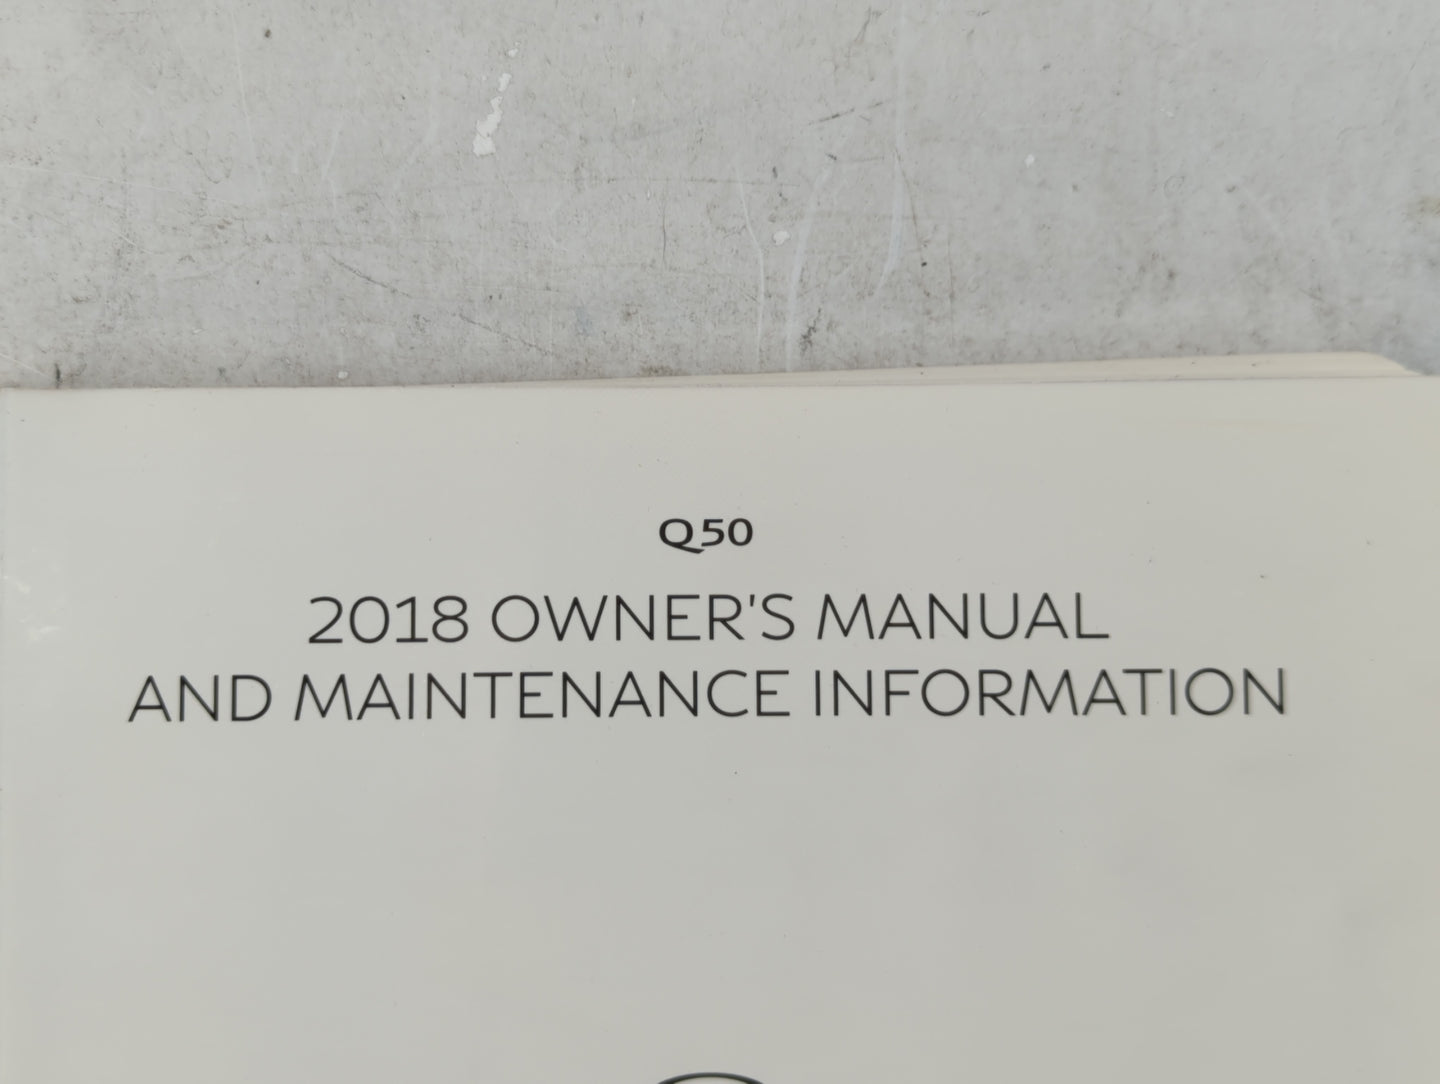 Q50
2018 OWNER'S MANUAL
AND MAINTENANCE INFORMATION